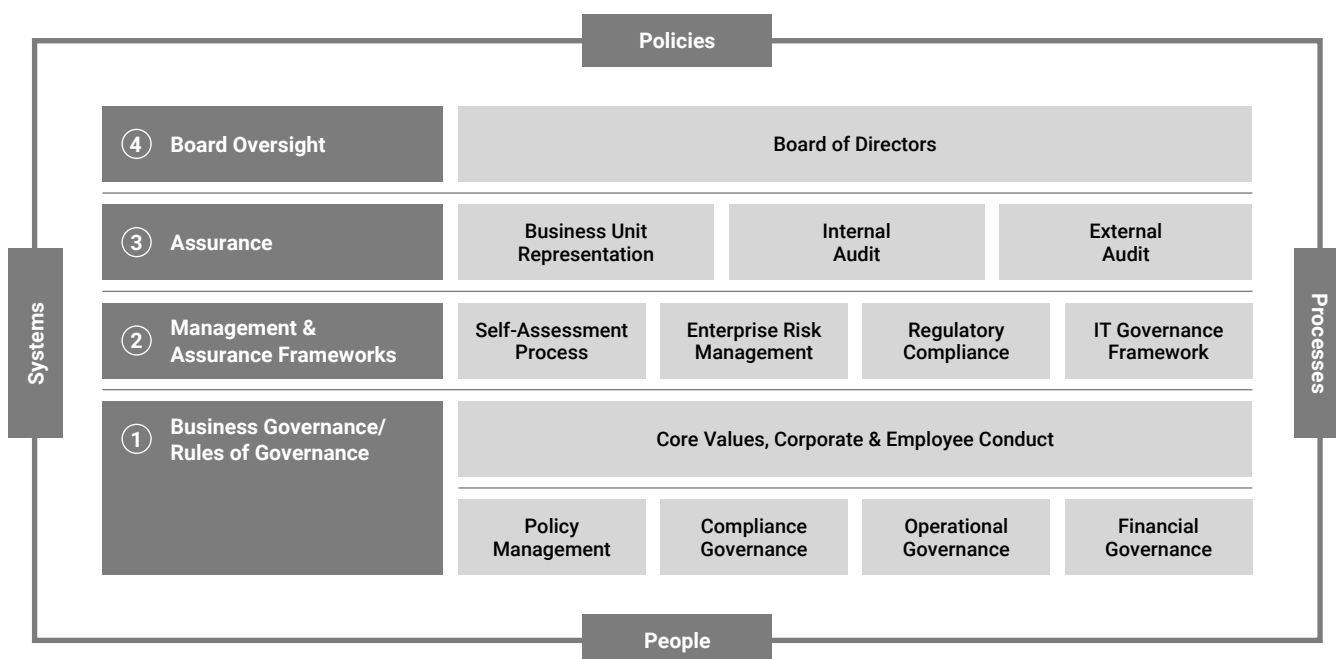 Policies
4 Board Oversight
Board of Directors
3 Assurance
Business Unit
Representation
Internal
Audit
External
Audit
Systems
2 Management &
Assurance Frameworks
Self-Assessment
Process
Enterprise Risk
Management
Regulatory
Compliance
IT Governance
Framework
Processes
1 Business Governance/
Rules of Governance
Core Values, Corporate & Employee Conduct
Policy
Management
Compliance
Governance
Operational
Governance
Financial
Governance
People